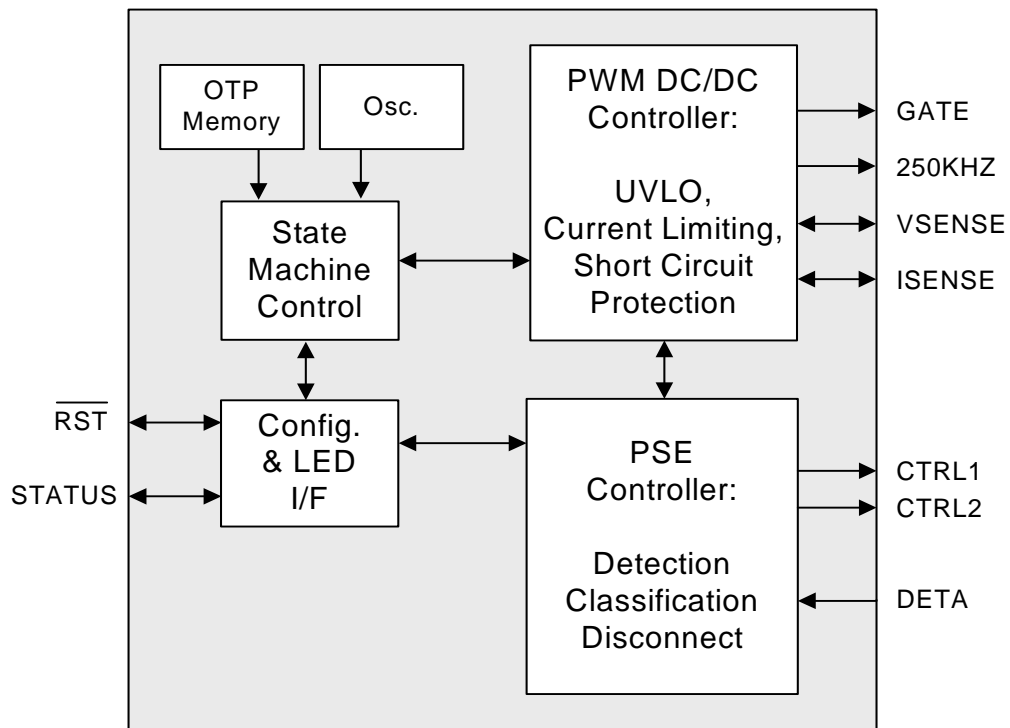 OTP
Memory
Osc.
State
Machine
Control
PWM DC/DC
Controller:
UVLO,
Current Limiting,
Short Circuit
Protection
GATE
250KHZ
VSENSE
ISENSE
RST
STATUS
Config.
& LED
I/F
PSE
Controller:
Detection
Classification
Disconnect
CTRL1
CTRL2
DETA